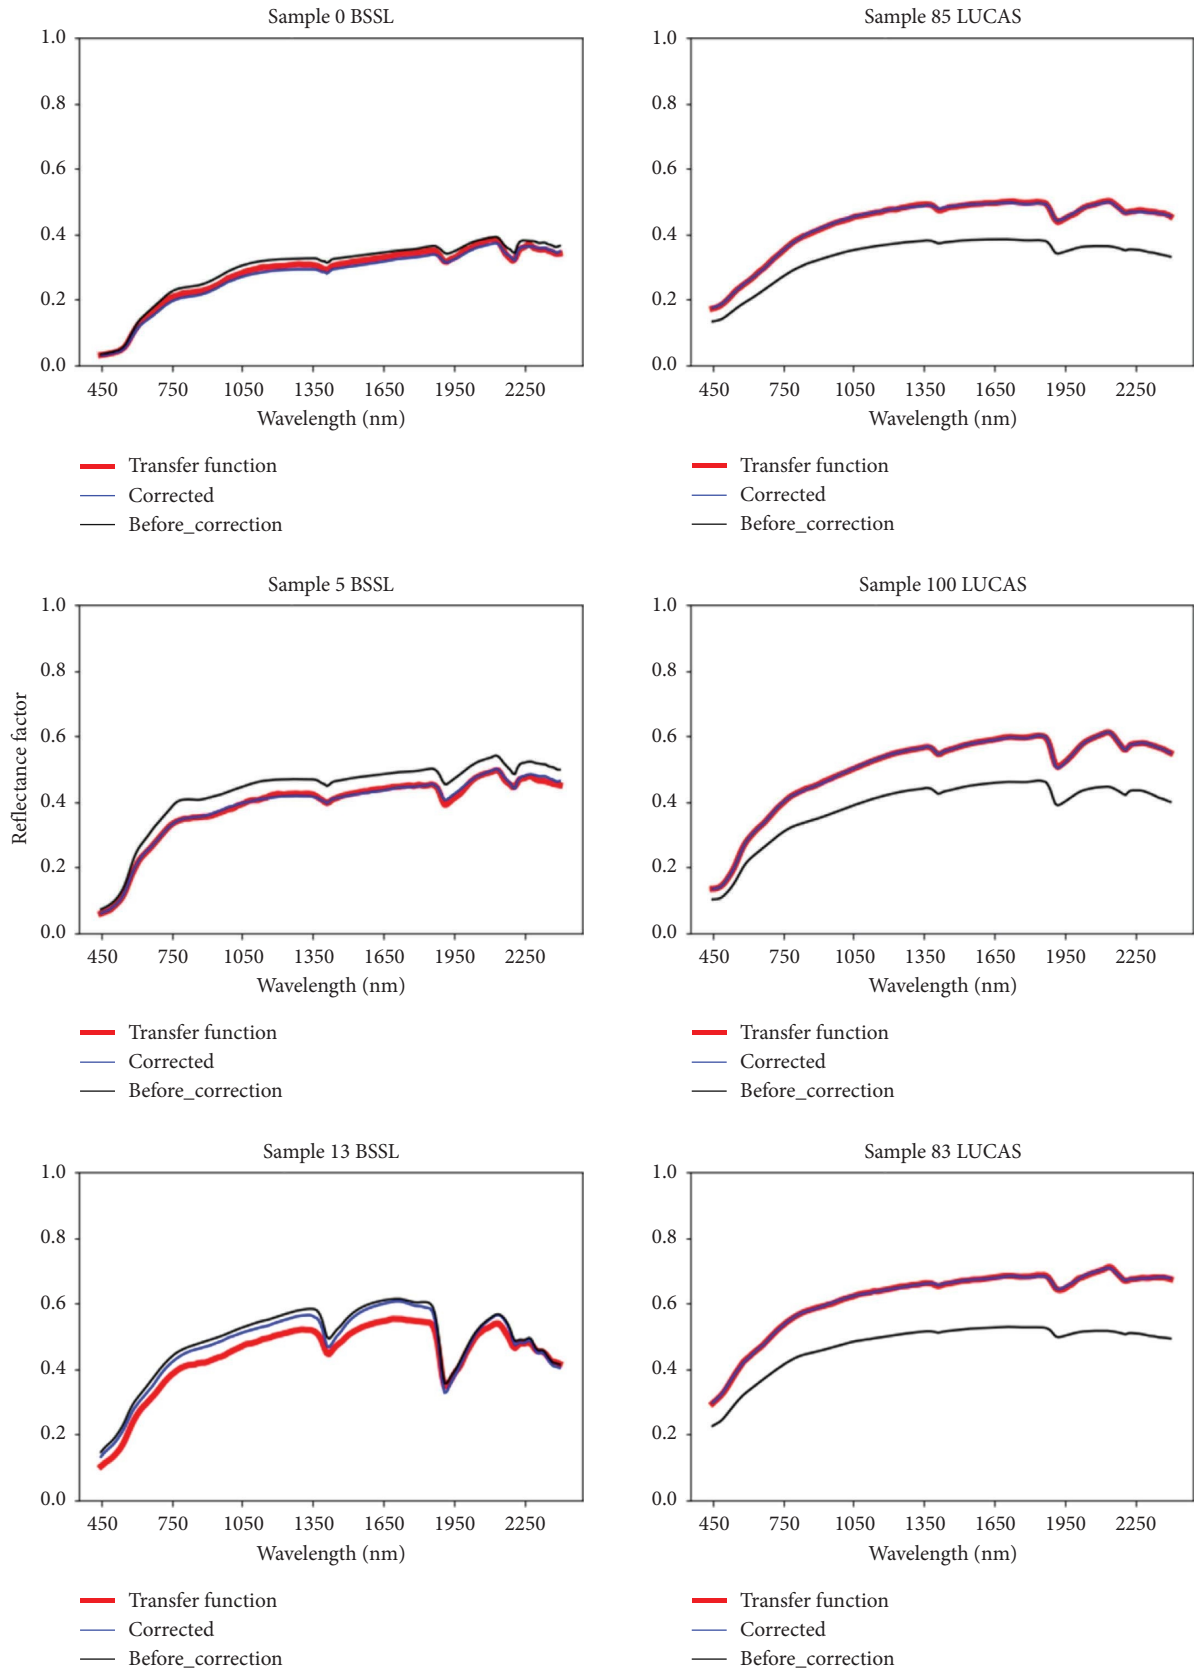 Sample 0 BSSL
1.0
0.8
0.6
0.4
0.2
0.0
450 750 1050 1350 1650 1950 2250
Wavelength (nm)
Transfer function
Corrected
Before_correction
Sample 85 LUCAS
1.0
0.8
0.6
0.4
0.2
0.0
450 750 1050 1350 1650 1950 2250
Wavelength (nm)
Transfer function
Corrected
Before_correction
Reflectance factor
Sample 5 BSSL
1.0
0.8
0.6
0.4
0.2
0.0
450 750 1050 1350 1650 1950 2250
Wavelength (nm)
Transfer function
Corrected
Before_correction
Sample 100 LUCAS
1.0
0.8
0.6
0.4
0.2
0.0
450 750 1050 1350 1650 1950 2250
Wavelength (nm)
Transfer function
Corrected
Before_correction
Sample 13 BSSL
1.0
0.8
0.6
0.4
0.2
0.0
450 750 1050 1350 1650 1950 2250
Wavelength (nm)
Transfer function
Corrected
Before_correction
Sample 83 LUCAS
1.0
0.8
0.6
0.4
0.2
0.0
450 750 1050 1350 1650 1950 2250
Wavelength (nm)
Transfer function
Corrected
Before_correction